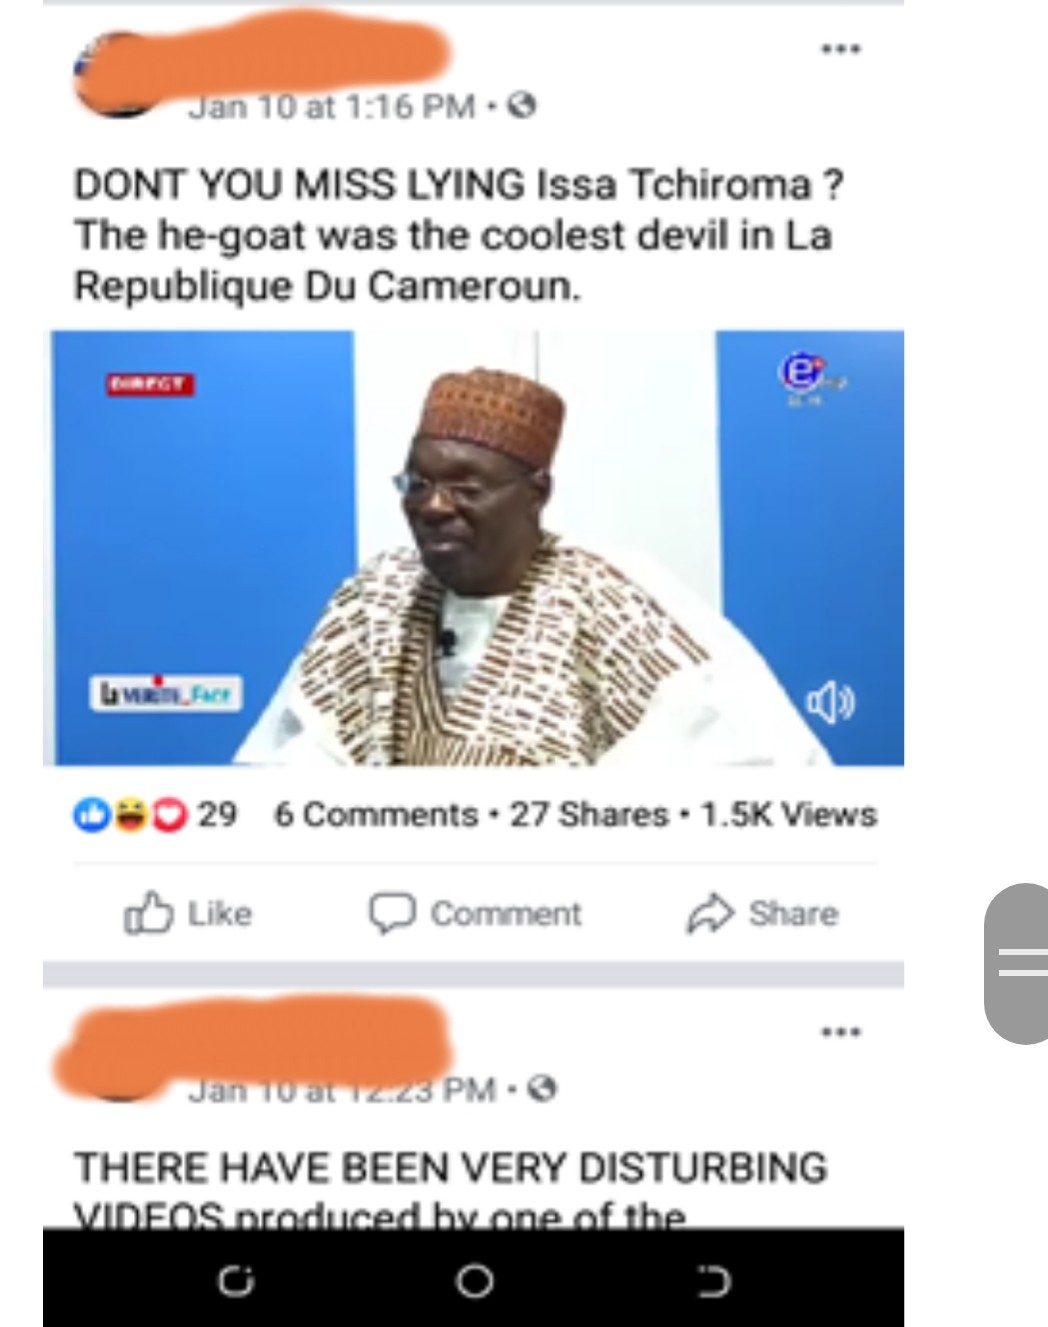 Jan 10 at 1:16 PM •
DONT YOU MISS LYING Issa Tchiroma ?
The he-goat was the coolest devil in La
Republique Du Cameroun.
DIRECT
e
la VERITE_FACE
29 6 Comments • 27 Shares • 1.5K Views
Like Comment Share
Jan 10 at 12:23 PM •
THERE HAVE BEEN VERY DISTURBING
VIDEOS produced by one of the